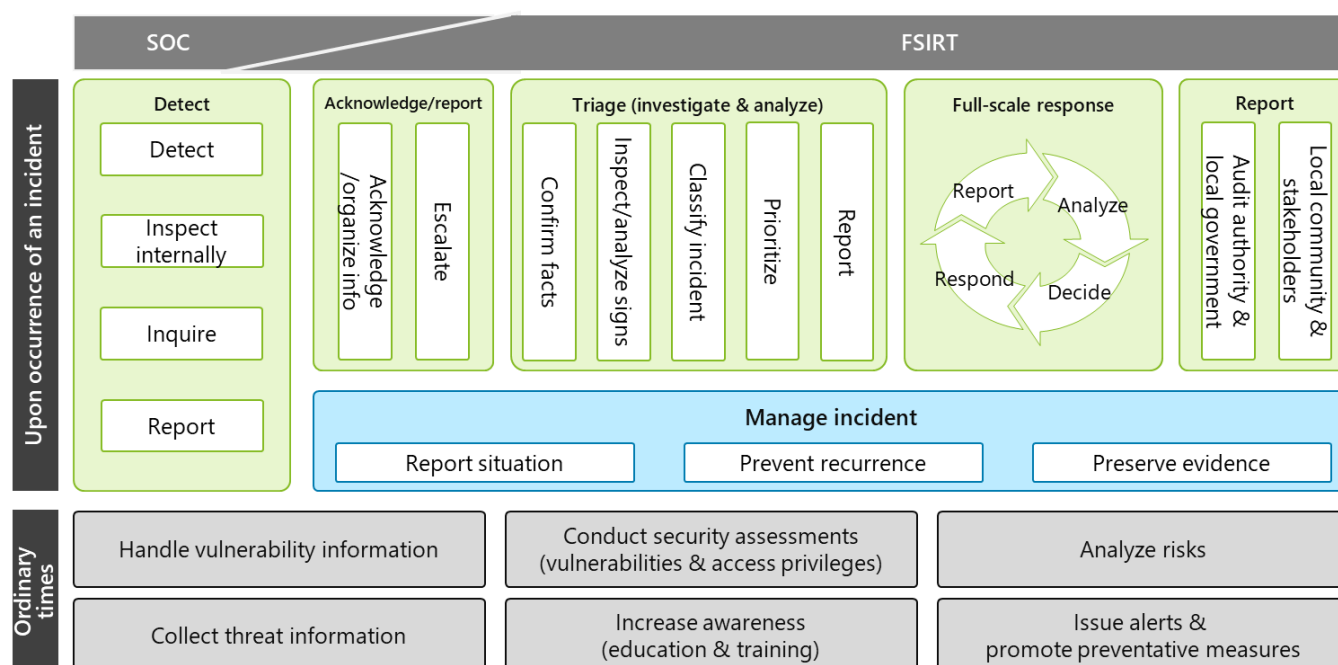 SOC
FSIRT
Upon occurrence of an incident
Detect
Detect
Inspect
internally
Inquire
Report
Acknowledge/report
Acknowledge
/organize info
Escalate
Triage (investigate & analyze)
Confirm facts
Inspect/analyze signs
Classify incident
Prioritize
Report
Full-scale response
Report
Analyze
Respond
Decide
Report
Audit authority &
local government
Local community &
stakeholders
Manage incident
Report situation
Prevent recurrence
Preserve evidence
Ordinary
times
Handle vulnerability information
Conduct security assessments
(vulnerabilities & access privileges)
Analyze risks
Collect threat information
Increase awareness
(education & training)
Issue alerts &
promote preventative measures